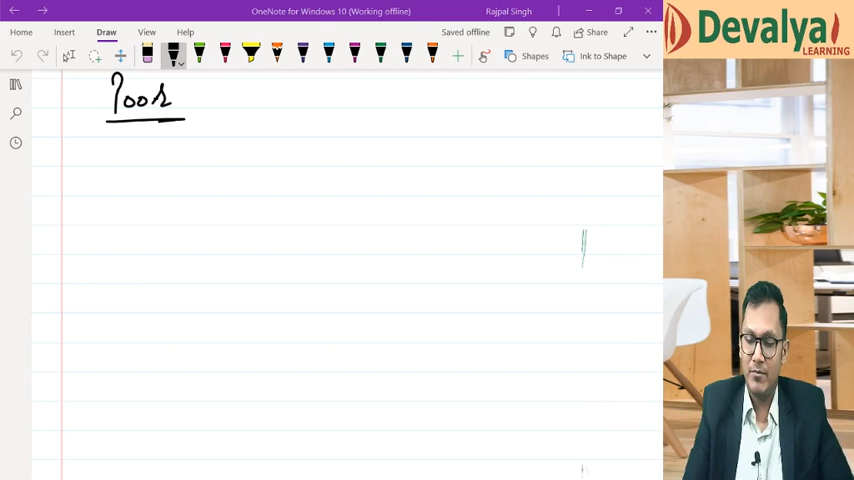 OneNote for Windows 10 (Working offline)
Rajpal Singh
Home
Insert
Draw
View
Help
Saved offline
Share
Shapes
Ink to Shape
Poor
Devalya
LEARNING